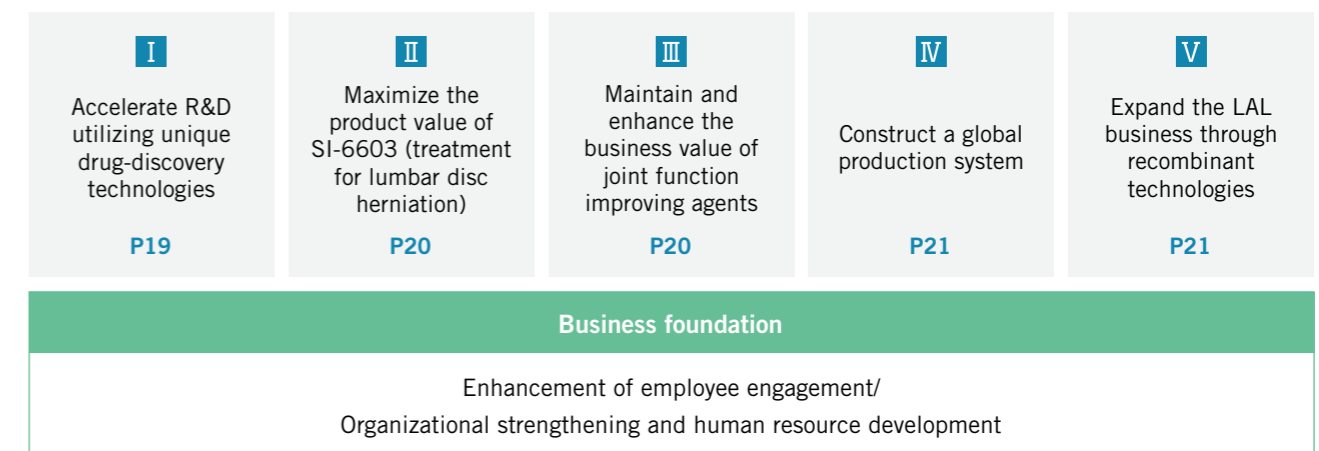 Ⅰ
Accelerate R&D
utilizing unique
drug-discovery
technologies
P19
Ⅱ
Maximize the
product value of
SI-6603 (treatment
for lumbar disc
herniation)
P20
Ⅲ
Maintain and
enhance the
business value of
joint function
improving agents
P20
Ⅳ
Construct a global
production system
P21
Ⅴ
Expand the LAL
business through
recombinant
technologies
P21
Business foundation
Enhancement of employee engagement/
Organizational strengthening and human resource development